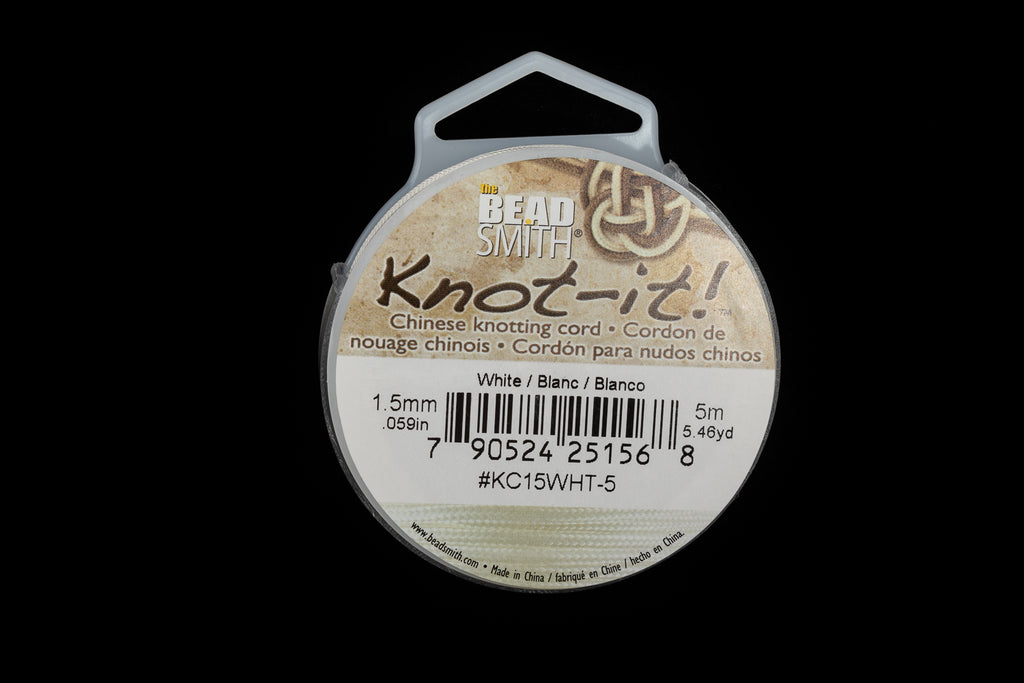 the
BEAD
SMITH®
Knot-it!™
Chinese knotting cord • Cordon de
nouage chinois • Cordón para nudos chinos
White / Blanc / Blanco
1.5mm
.059in
5m
5.46yd
7 90524 25156 8
#KC15WHT-5
www.beadsmith.com • Made in China / fabriqué en Chine / hecho en China.